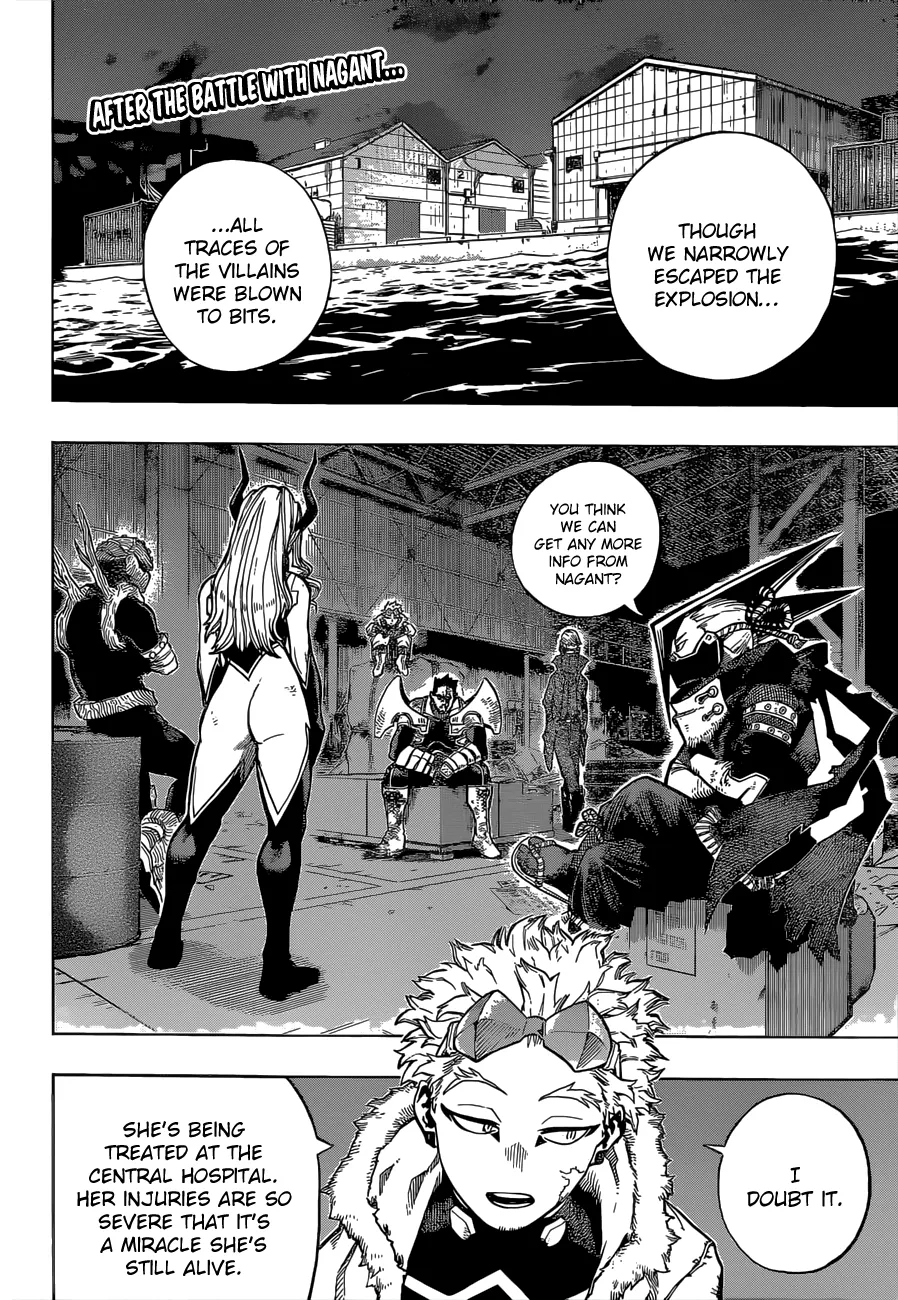 AFTER THE BATTLE WITH NAGANT...
THOUGH
WE NARROWLY
ESCAPED THE
EXPLOSION...
...ALL
TRACES OF
THE VILLAINS
WERE BLOWN
TO BITS.
2
YOU THINK
WE CAN
GET ANY MORE
INFO FROM
NAGANT?
I
DOUBT IT.
SHE'S BEING
TREATED AT THE
CENTRAL HOSPITAL.
HER INJURIES ARE SO
SEVERE THAT IT'S
A MIRACLE SHE'S
STILL ALIVE.